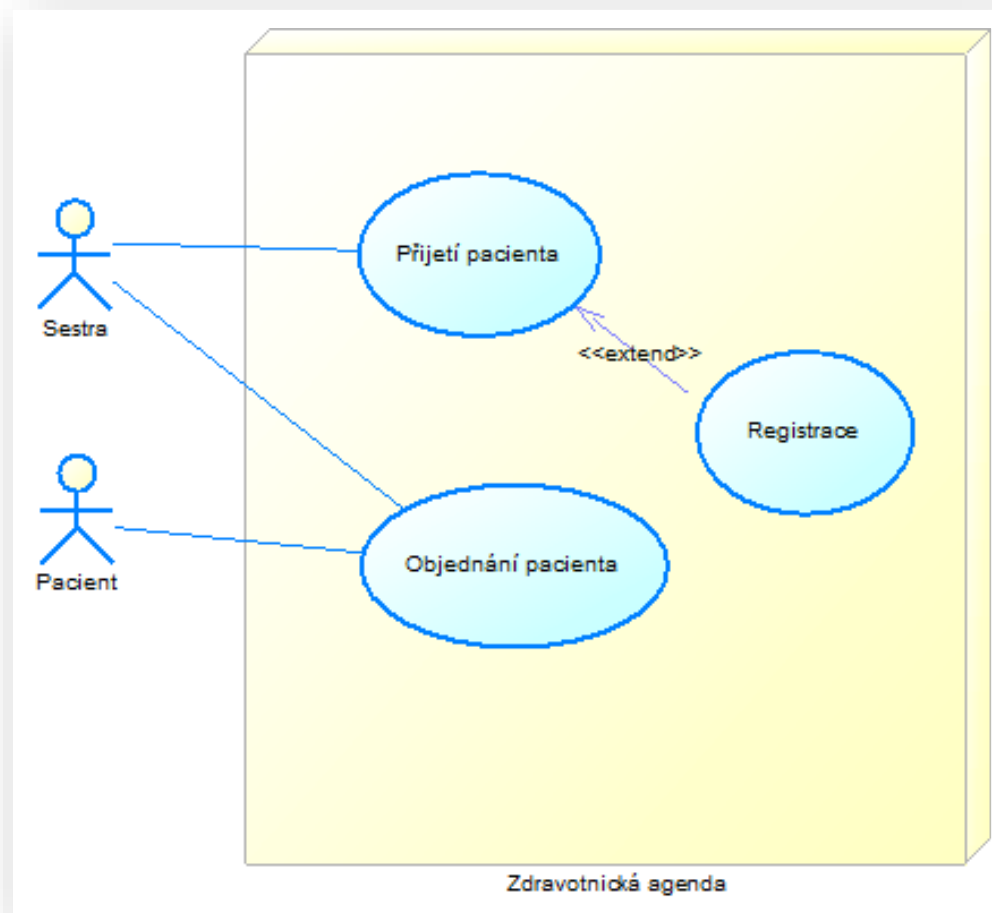 Přijetí pacienta
Sestra
<<extend>>
Registrace
Objednání pacienta
Pacient
Zdravotnická agenda